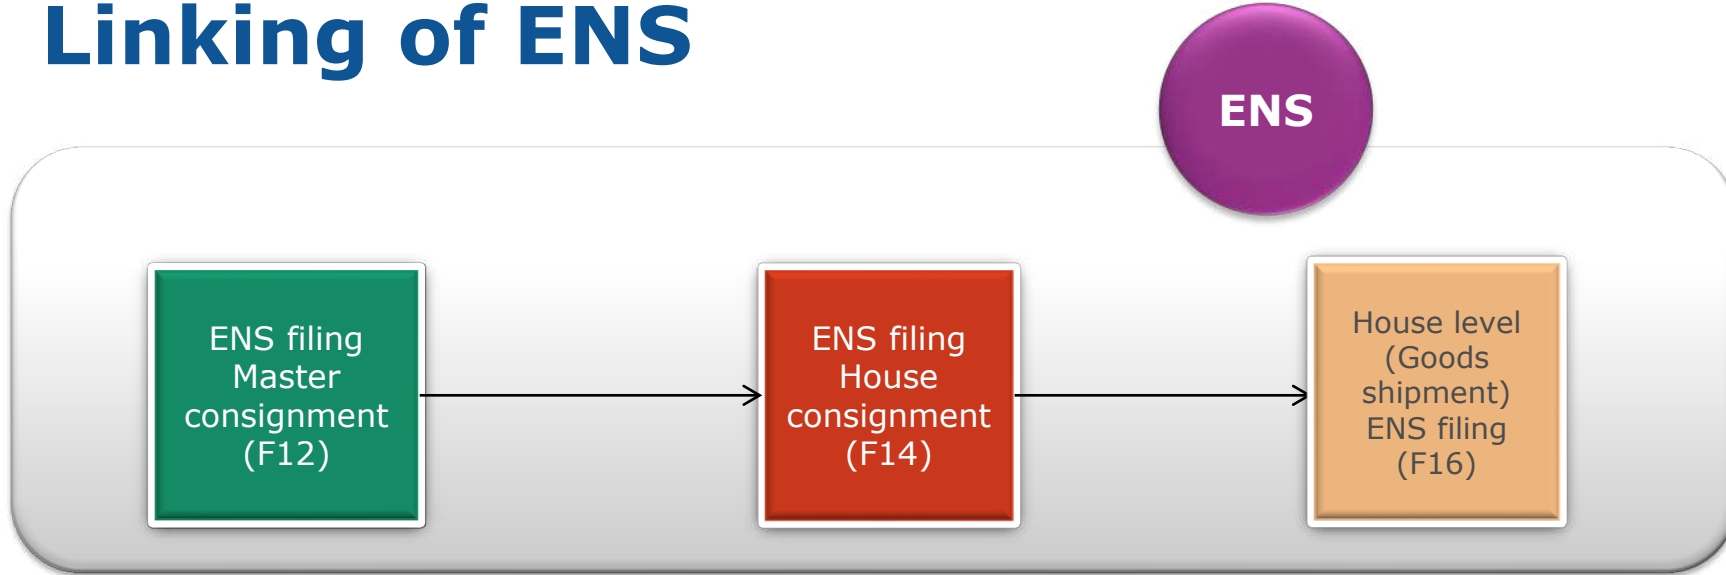 Linking of ENS
ENS
ENS filing
Master
consignment
(F12)
ENS filing
House
consignment
(F14)
House level
(Goods
shipment)
ENS filing
(F16)